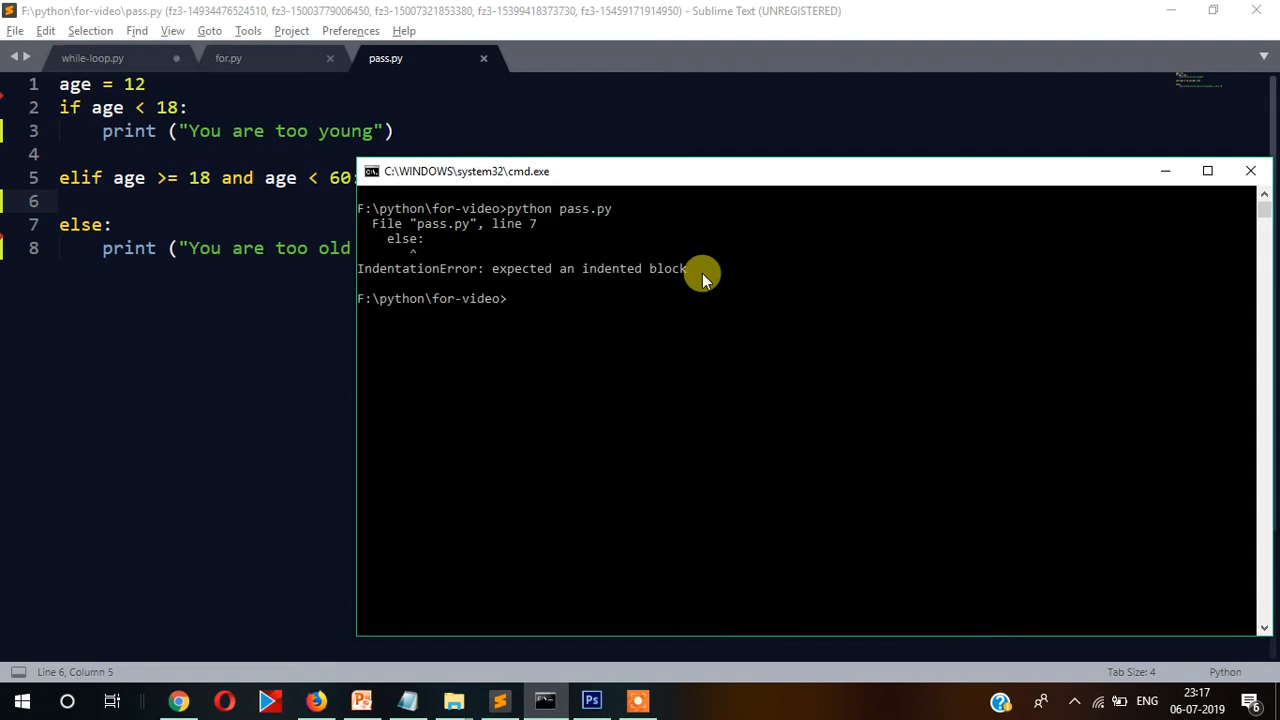 F:\python\for-video\pass.py (fz3-14934476524510, fz3-15003779006450, fz3-15007321353380, fz3-15399418373730, fz3-15459171914950) - Sublime Text (UNREGISTERED)
File Edit Selection Find View Goto Tools Project Preferences Help
while-loop.py for.py pass.py
1 age = 12
2 if age < 18:
3 print ("You are too young")
4
5 elif age >= 18 and age < 60:
6
7 else:
8 print ("You are too old
C:\WINDOWS\system32\cmd.exe
F:\python\for-video>python pass.py
File "pass.py", line 7
else:
^
IndentationError: expected an indented block
F:\python\for-video>
Line 6, Column 5 Tab Size: 4 Python
ENG 23:17
06-07-2019 6